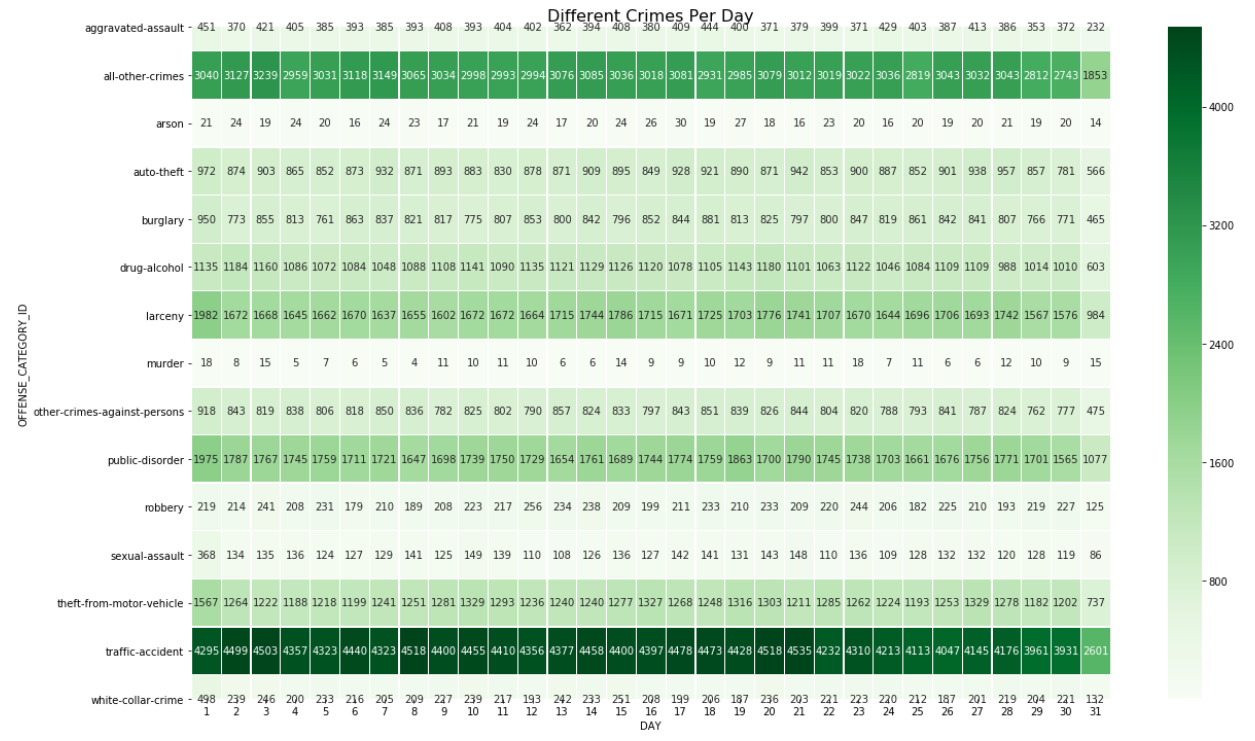 Different Crimes Per Day
aggravated-assault 451 370 421 405 385 393 385 393 408 393 404 402 362 394 408 380 409 444 400 371 379 399 371 429 403 387 413 386 353 372 232
all-other-crimes 3040 3127 3239 2959 3031 3118 3149 3065 3034 2998 2993 2994 3076 3085 3036 3018 3081 2931 2985 3079 3012 3019 3022 3036 2819 3043 3032 3043 2812 2743 1853
4000
arson 21 24 19 24 20 16 24 23 17 21 19 24 17 20 24 26 30 19 27 18 16 23 20 16 20 19 20 21 19 20 14
auto-theft 972 874 903 865 852 873 932 871 893 883 830 878 871 909 895 849 928 921 890 871 942 853 900 887 852 901 938 957 857 781 566
burglary 950 773 855 813 761 863 837 821 817 775 807 853 800 842 796 852 844 881 813 825 797 800 847 819 861 842 841 807 766 771 465
3200
drug-alcohol 1135 1184 1160 1086 1072 1084 1048 1088 1108 1141 1090 1135 1121 1129 1126 1120 1078 1105 1143 1180 1101 1063 1122 1046 1084 1109 1109 988 1014 1010 603
larceny 1982 1672 1668 1645 1662 1670 1637 1655 1602 1672 1672 1664 1715 1744 1786 1715 1671 1725 1703 1776 1741 1707 1670 1644 1696 1706 1693 1742 1567 1576 984
2400
OFFENSE_CATEGORY_ID
murder 18 8 15 5 7 6 5 4 11 10 11 10 6 6 14 9 9 10 12 9 11 11 18 7 11 6 6 12 10 9 15
other-crimes-against-persons 918 843 819 838 806 818 850 836 782 825 802 790 857 824 833 797 843 851 839 826 844 804 820 788 793 841 787 824 762 777 475
public-disorder 1975 1787 1767 1745 1759 1711 1721 1647 1698 1739 1750 1729 1654 1761 1689 1744 1774 1759 1863 1700 1790 1745 1738 1703 1661 1676 1756 1771 1701 1565 1077
1600
robbery 219 214 241 208 231 179 210 189 208 223 217 256 234 238 209 199 211 233 210 233 209 220 244 206 182 225 210 193 219 227 125
sexual-assault 368 134 135 136 124 127 129 141 125 149 139 110 108 126 136 127 142 141 131 143 148 110 136 109 128 132 132 120 128 119 86
800
theft-from-motor-vehicle 1567 1264 1222 1188 1218 1199 1241 1251 1281 1329 1293 1236 1240 1240 1277 1327 1268 1248 1316 1303 1211 1285 1262 1224 1193 1253 1329 1278 1182 1202 737
traffic-accident 4295 4499 4503 4357 4323 4440 4323 4518 4400 4493 4410 4356 4377 4458 4400 4397 4478 4473 4428 4518 4535 4232 4310 4213 4113 4047 4145 4176 3961 3931 2601
white-collar-crime 498 239 246 200 233 216 205 209 227 239 217 193 242 233 251 208 199 206 187 236 203 221 223 220 212 187 201 219 204 221 132
1 2 3 4 5 6 7 8 9 10 11 12 13 14 15 16 17 18 19 20 21 22 23 24 25 26 27 28 29 30 31
DAY